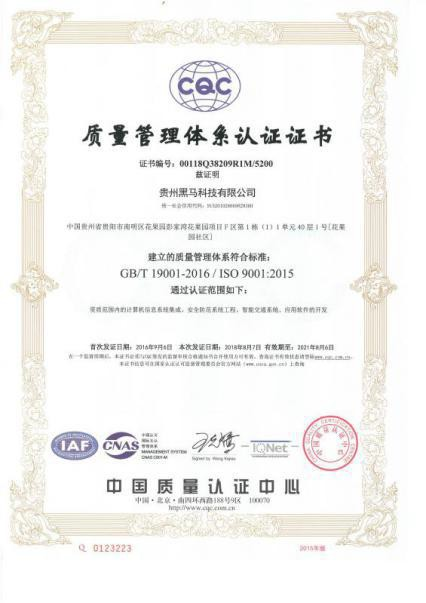 CQC
质量管理体系认证证书
证书编号：00118Q38209R1M/5200
兹证明
贵州黑马科技有限公司
统一社会信用代码：
中国贵州省贵阳市南明区花果园彭家湾花果园项目F区第1栋（1）1单元40层1号[花果
园社区]
建立的质量管理体系符合标准：
GB/T 19001-2016 / ISO 9001:2015
通过认证范围如下：
资质范围内的计算机信息系统集成、安全防范系统工程、智能交通系统、应用软件的开发
首次发证日期：2016年9月6日 本次发证日期：2018年8月7日 有效期至：2021年8月6日
IAF
CNAS
中国认可
国际互认
管理体系
MANAGEMENT SYSTEM
CNAS C001-M
Signed by: Wang Kejiao
IQNet
中国质量认证中心
中国·北京·南四环西路188号9区 100070
http://www.cqc.com.cn
Q 0123223
2015年版